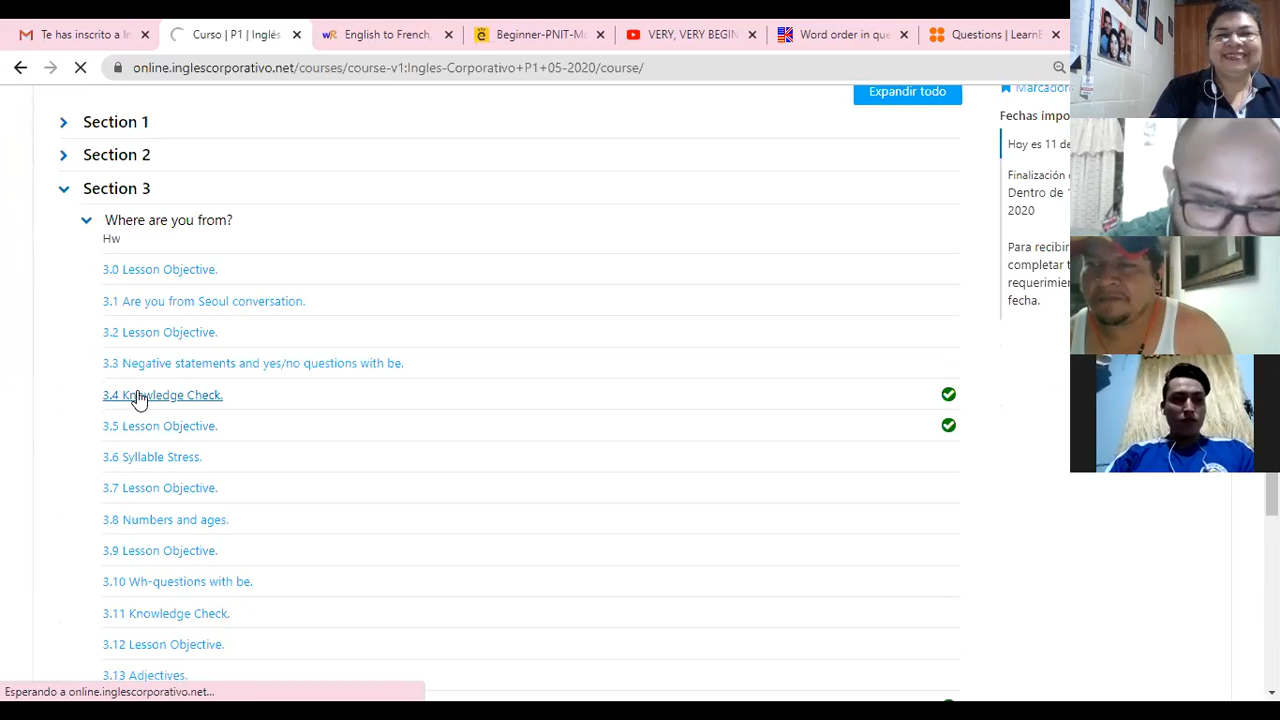 Te has inscrito a I
Curso | P1 | Inglés
English to French,
Beginner-PNIT-Mo
VERY, VERY BEGIN
Word order in que
Questions | LearnE
online.inglescorporativo.net/courses/course-v1:Ingles-Corporativo+P1+05-2020/course/
Expandir todo
Marcador
Section 1
Section 2
Section 3
Where are you from?
Hw
3.0 Lesson Objective.
3.1 Are you from Seoul conversation.
3.2 Lesson Objective.
3.3 Negative statements and yes/no questions with be.
3.4 Knowledge Check.
3.5 Lesson Objective.
3.6 Syllable Stress.
3.7 Lesson Objective.
3.8 Numbers and ages.
3.9 Lesson Objective.
3.10 Wh-questions with be.
3.11 Knowledge Check.
3.12 Lesson Objective.
3.13 Adjectives.
Fechas impo
Hoy es 11 de
Finalización
Dentro de
2020
Para recibir
completar
requerimien
fecha.
Esperando a online.inglescorporativo.net...